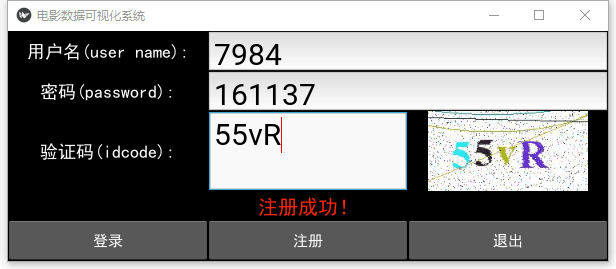 电影数据可视化系统
用户名(user name): 7984
密码(password): 161137
验证码(idcode): 55vR 55vR
注册成功!
登录 注册 退出